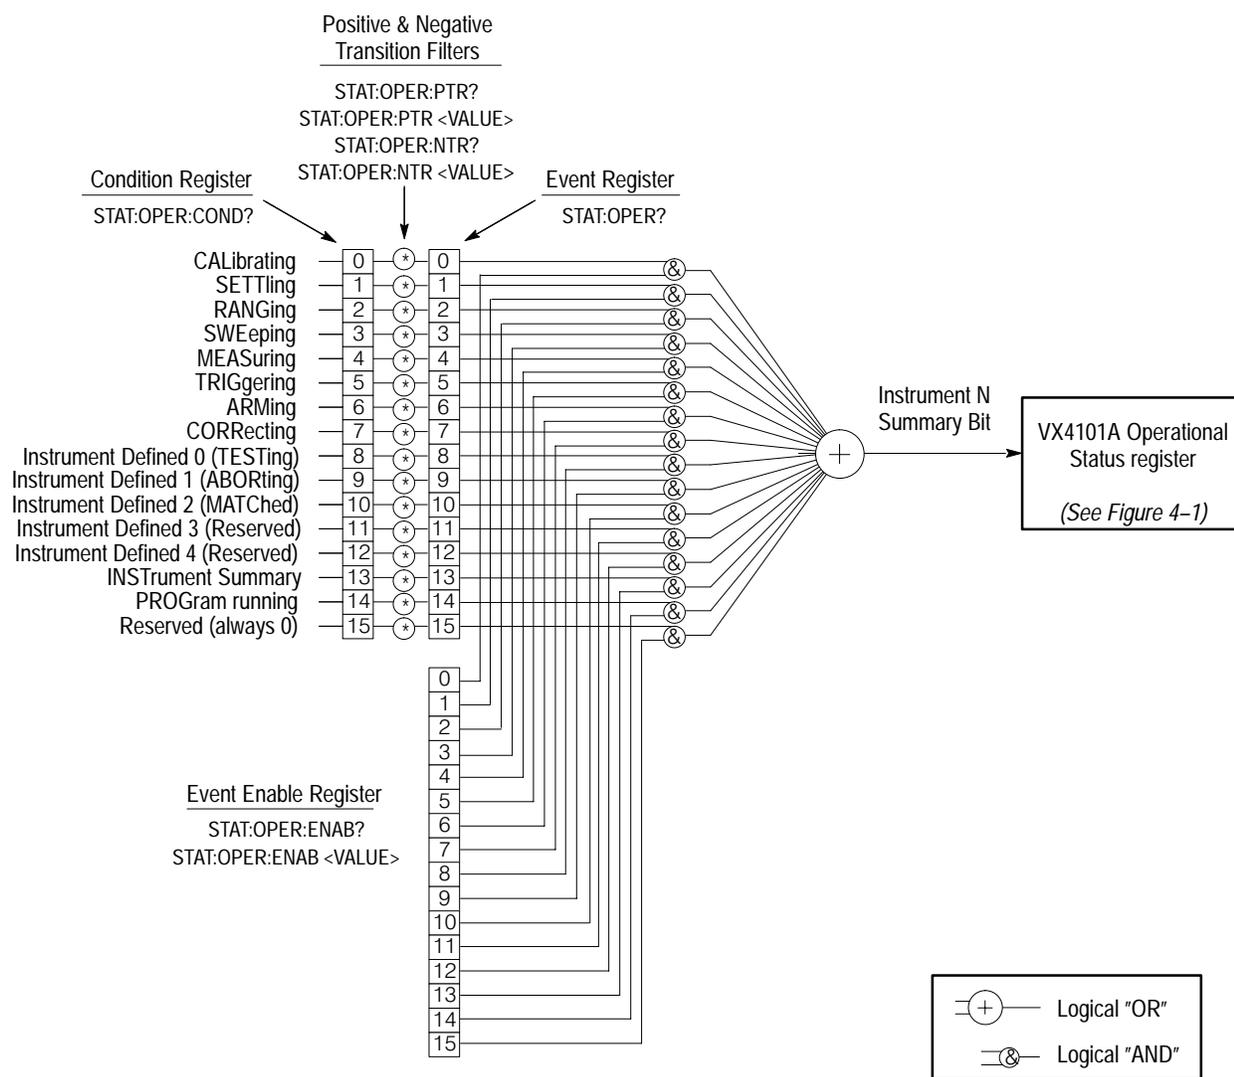 Positive & Negative
Transition Filters
STAT:OPER:PTR?
STAT:OPER:PTR <VALUE>
STAT:OPER:NTR?
STAT:OPER:NTR <VALUE>
Condition Register
STAT:OPER:COND?
Event Register
STAT:OPER?
CALibrating 0 * 0 &
SETTling 1 * 1 &
RANGing 2 * 2 &
SWEeping 3 * 3 &
MEASuring 4 * 4 &
TRIGgering 5 * 5 &
ARMing 6 * 6 &
CORRecting 7 * 7 &
Instrument Defined 0 (TESTing) 8 * 8 &
Instrument Defined 1 (ABORting) 9 * 9 &
Instrument Defined 2 (MATChed) 10 * 10 &
Instrument Defined 3 (Reserved) 11 * 11 &
Instrument Defined 4 (Reserved) 12 * 12 &
INSTrument Summary 13 * 13 &
PROGram running 14 * 14 &
Reserved (always 0) 15 * 15 &
+
Instrument N
Summary Bit
VX4101A Operational
Status register
(See Figure 4–1)
Event Enable Register
STAT:OPER:ENAB?
STAT:OPER:ENAB <VALUE>
0
1
2
3
4
5
6
7
8
9
10
11
12
13
14
15
+ Logical "OR"
& Logical "AND"